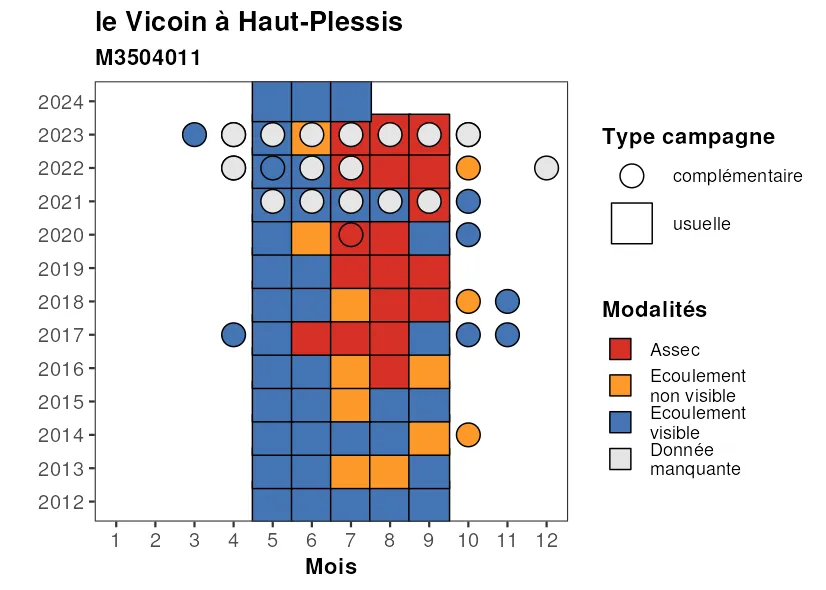 le Vicoin à Haut-Plessis
M3504011
2024
2023
2022
2021
2020
2019
2018
2017
2016
2015
2014
2013
2012
1 2 3 4 5 6 7 8 9 10 11 12
Mois
Type campagne
complémentaire
usuelle
Modalités
Assec
Ecoulement
non visible
Ecoulement
visible
Donnée
manquante